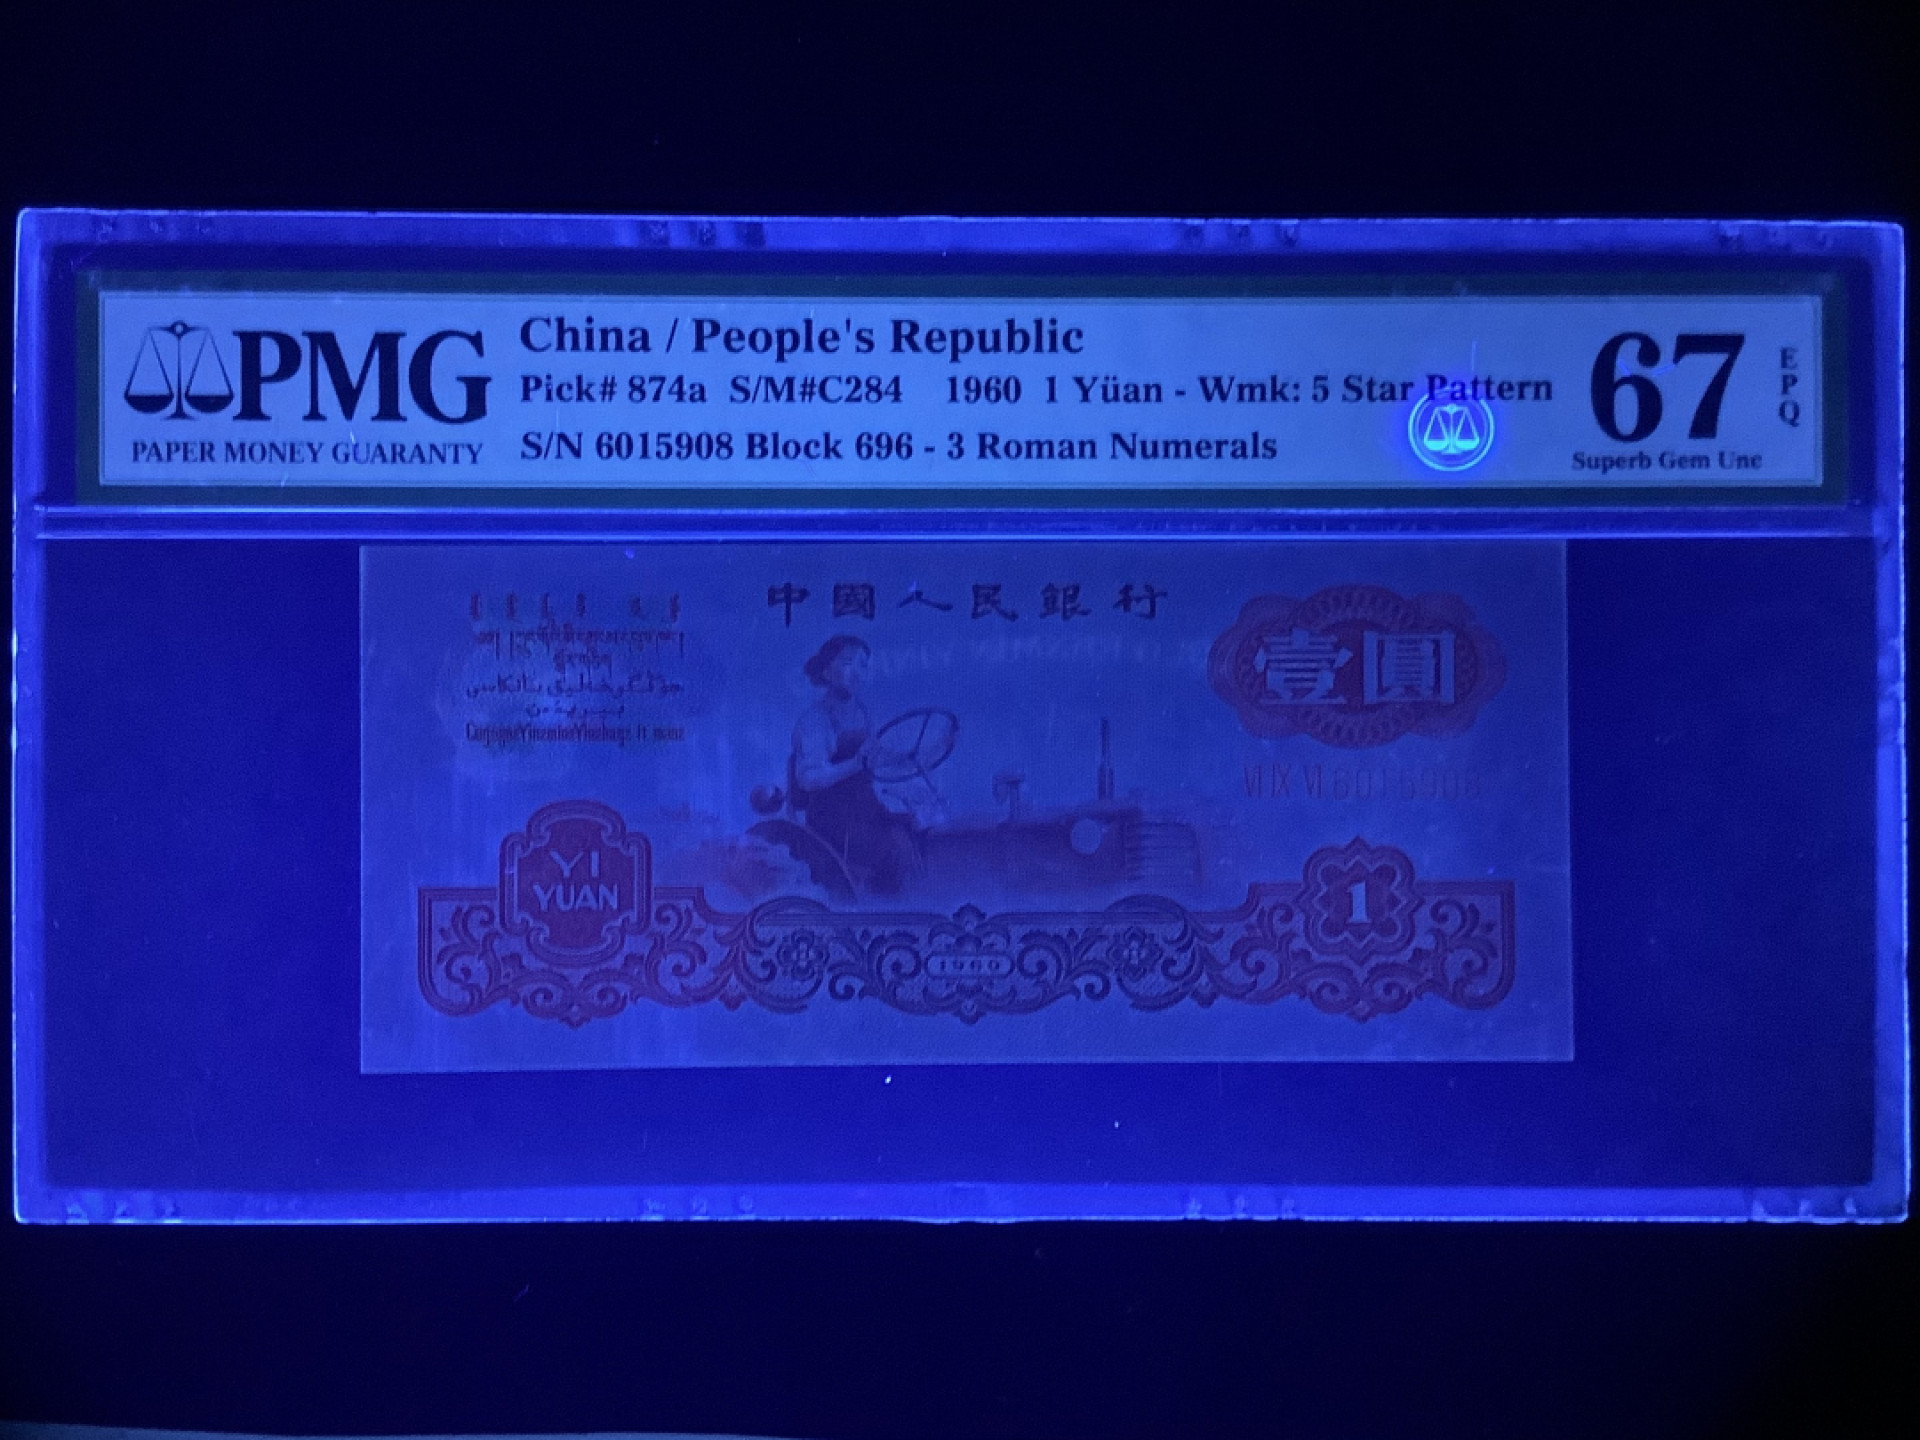 PMG
PAPER MONEY GUARANTY
China / People's Republic
Pick# 874a S/M#C284 1960 1 Yüan - Wmk: 5 Star Pattern
S/N 6015908 Block 696 - 3 Roman Numerals
67
EPQ
Superb Gem Unc
中國人民銀行
壹圓
VI IX VI 6015908
YI
YUAN
1
1960